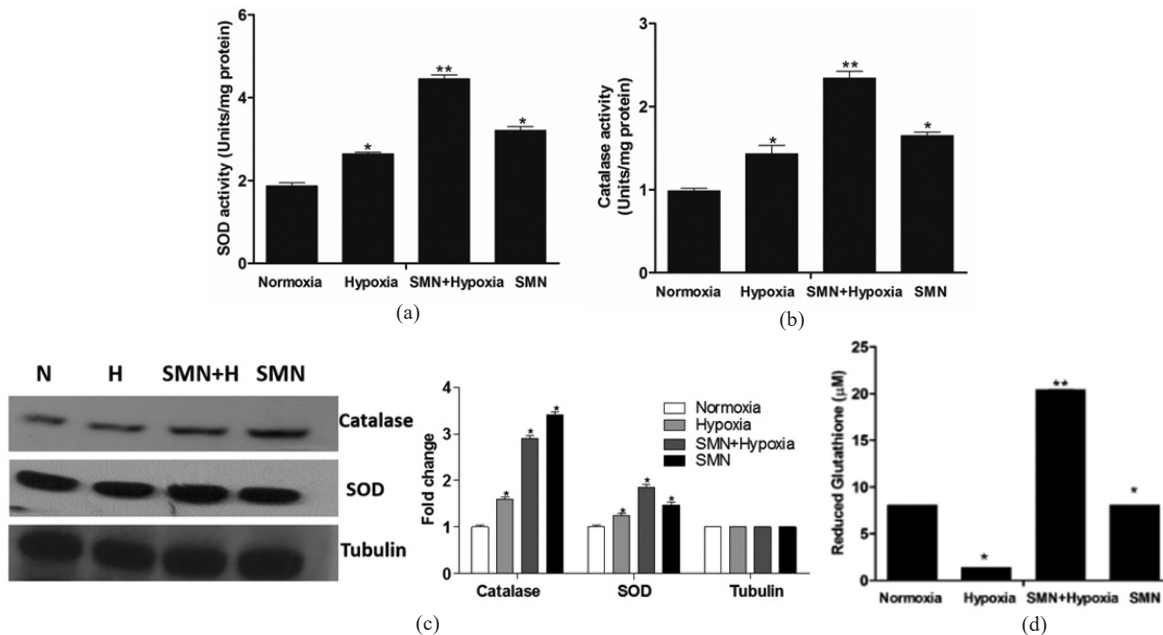 SOD activity (Units/mg protein)
6
4
2
0
**
*
*
Normoxia Hypoxia SMN+Hypoxia SMN
(a)
Catalase activity
(Units/mg protein)
3
2
1
0
**
*
*
Normoxia Hypoxia SMN+Hypoxia SMN
(b)
N H SMN+H SMN
Catalase
SOD
Tubulin
Fold change
4
3
2
1
0
*
*
*
*
*
*
Normoxia
Hypoxia
SMN+Hypoxia
SMN
Catalase SOD Tubulin
(c)
Reduced Glutathione (μM)
25
20
15
10
5
0
**
*
*
Normoxia Hypoxia SMN+Hypoxia SMN
(d)